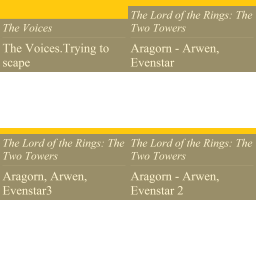 The Voices
The Voices.Trying to
scape
The Lord of the Rings: The
Two Towers
Aragorn - Arwen,
Evenstar
The Lord of the Rings: The
Two Towers
Aragorn, Arwen,
Evenstar3
The Lord of the Rings: The
Two Towers
Aragorn - Arwen,
Evenstar 2